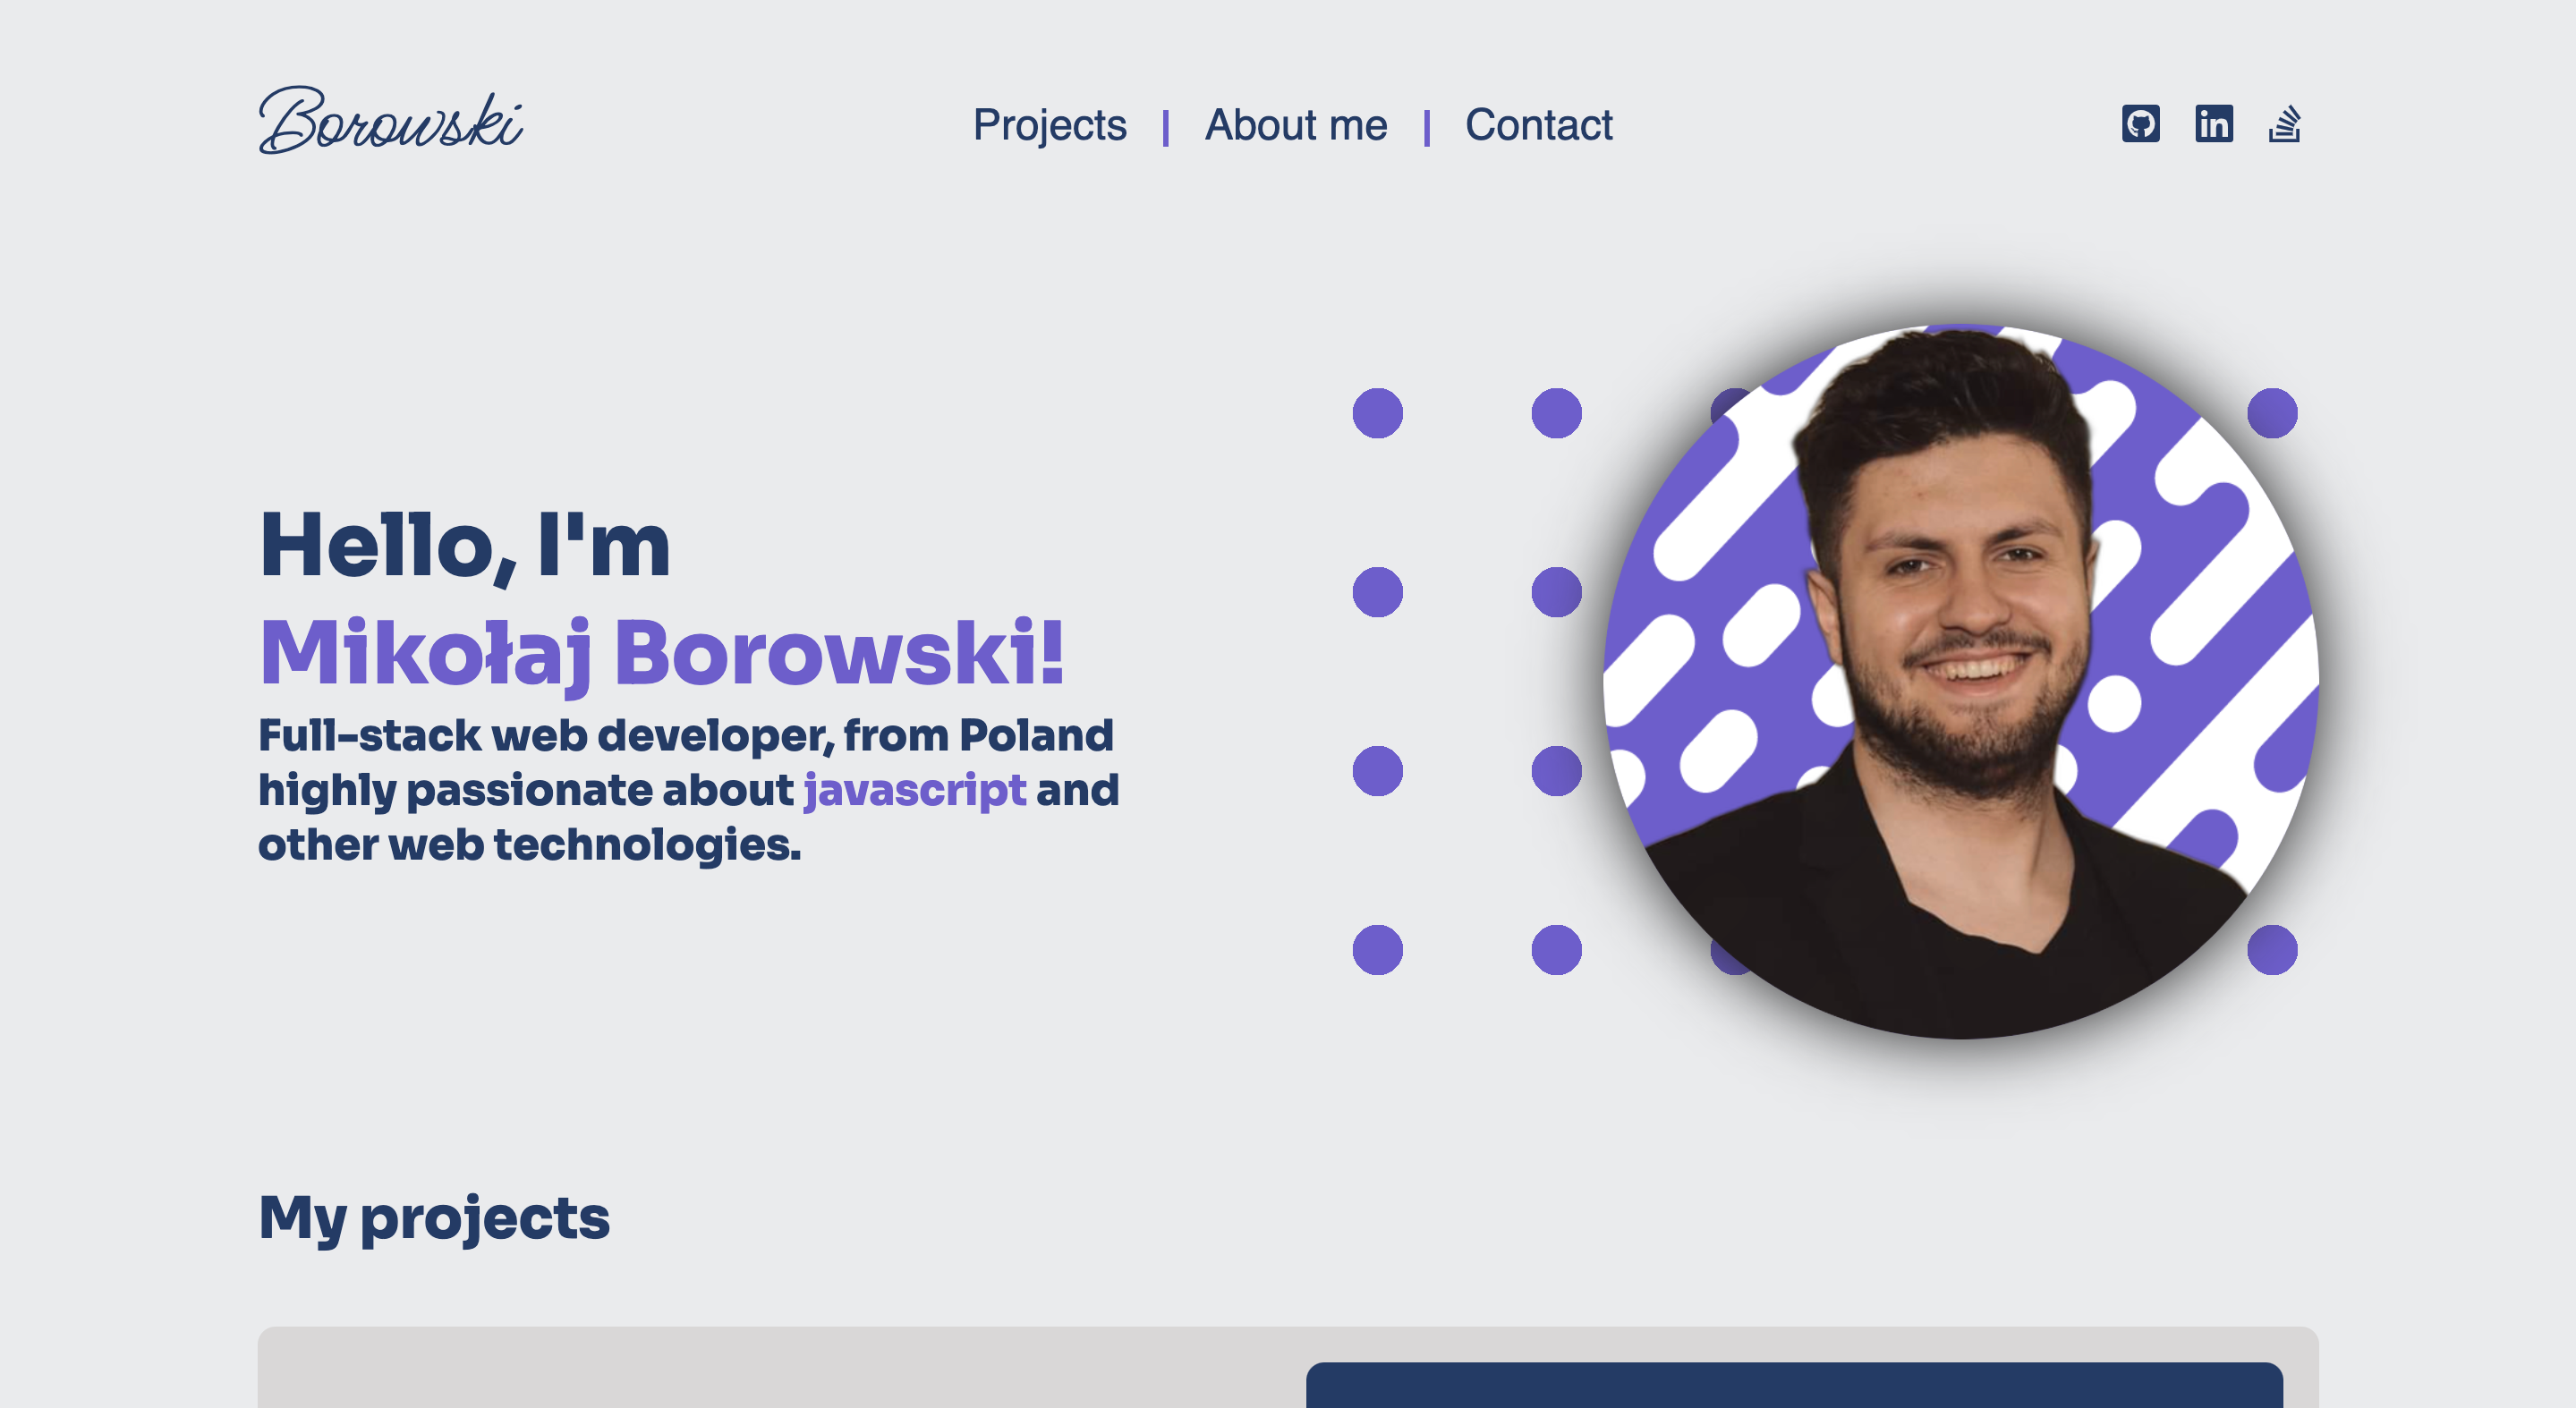 Borowski
Projects
About me
Contact
Hello, I'm
Mikołaj Borowski!
Full-stack web developer, from Poland
highly passionate about javascript and
other web technologies.
My projects